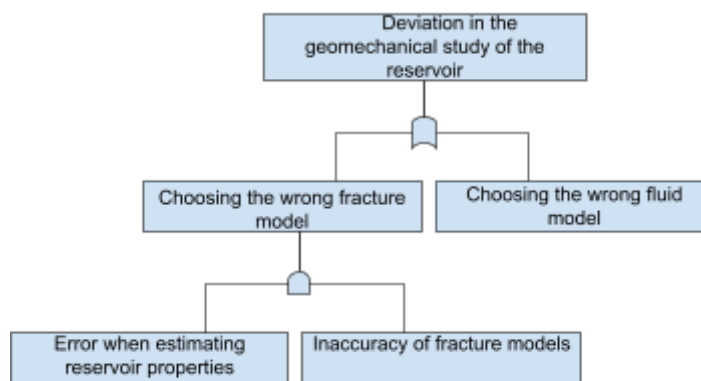 Deviation in the
geomechanical study of the
reservoir
Choosing the wrong fracture
model
Choosing the wrong fluid
model
Error when estimating
reservoir properties
Inaccuracy of fracture models